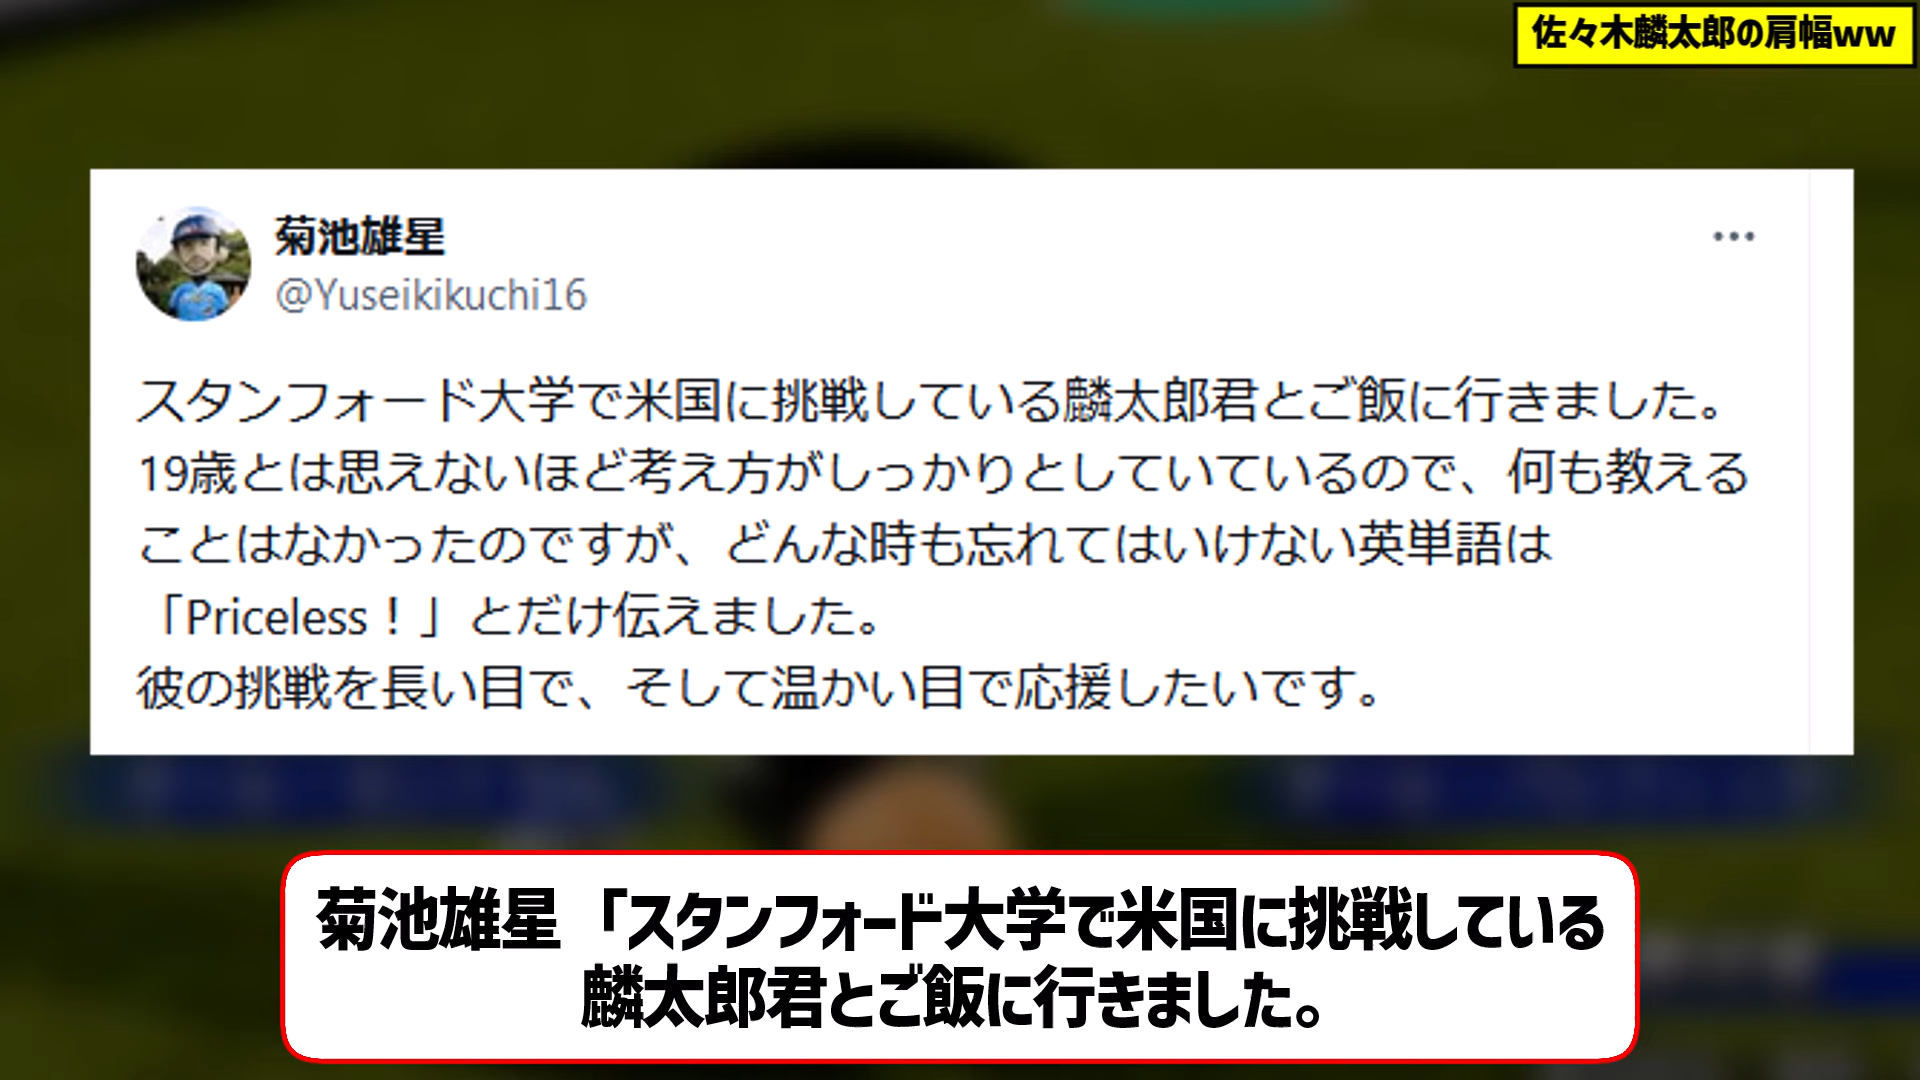 佐々木麟太郎の肩幅ww
菊池雄星
@Yuseikikuchi16
スタンフォード大学で米国に挑戦している麟太郎君とご飯に行きました。
19歳とは思えないほど考え方がしっかりとしていているので、何も教える
ことはなかったのですが、どんな時も忘れてはいけない英単語は
「Priceless！」とだけ伝えました。
彼の挑戦を長い目で、そして温かい目で応援したいです。
菊池雄星「スタンフォード大学で米国に挑戦している
麟太郎君とご飯に行きました。